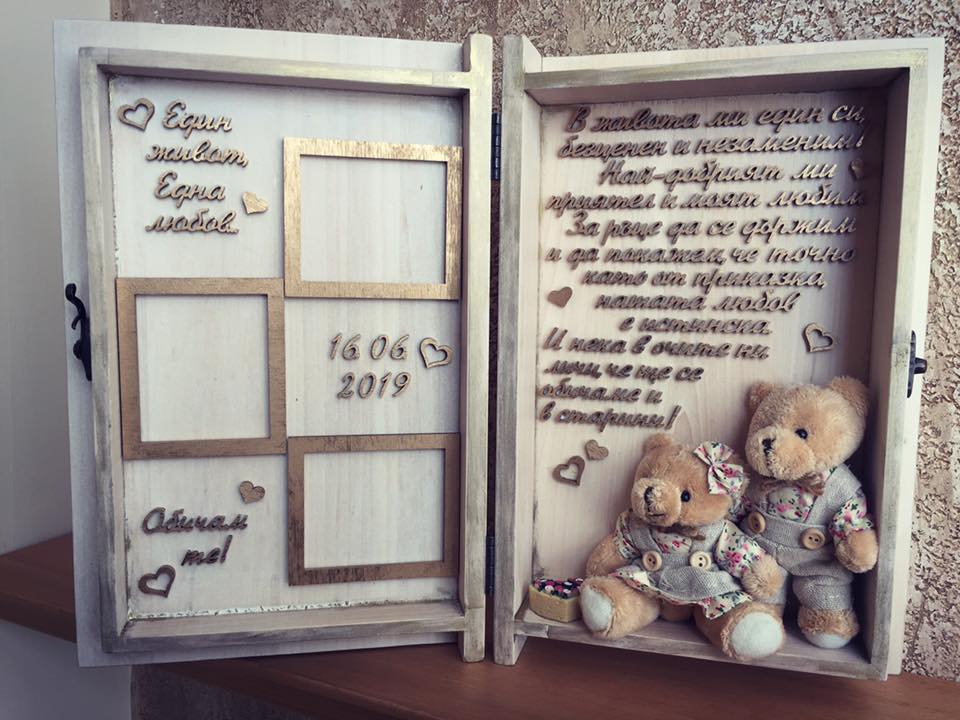 Един
живот,
Една
любов...
16.06.
2019
Обичам
те!
В живота ми един си,
безценен и незаменим!
Най-добрият ми
приятел и моят любим.
За ръце да се държим
и да покажем, че точно
като от приказка,
нашата любов
е истинска.
И нека в очите ни
личи, че ще се
обичаме и
в старини!